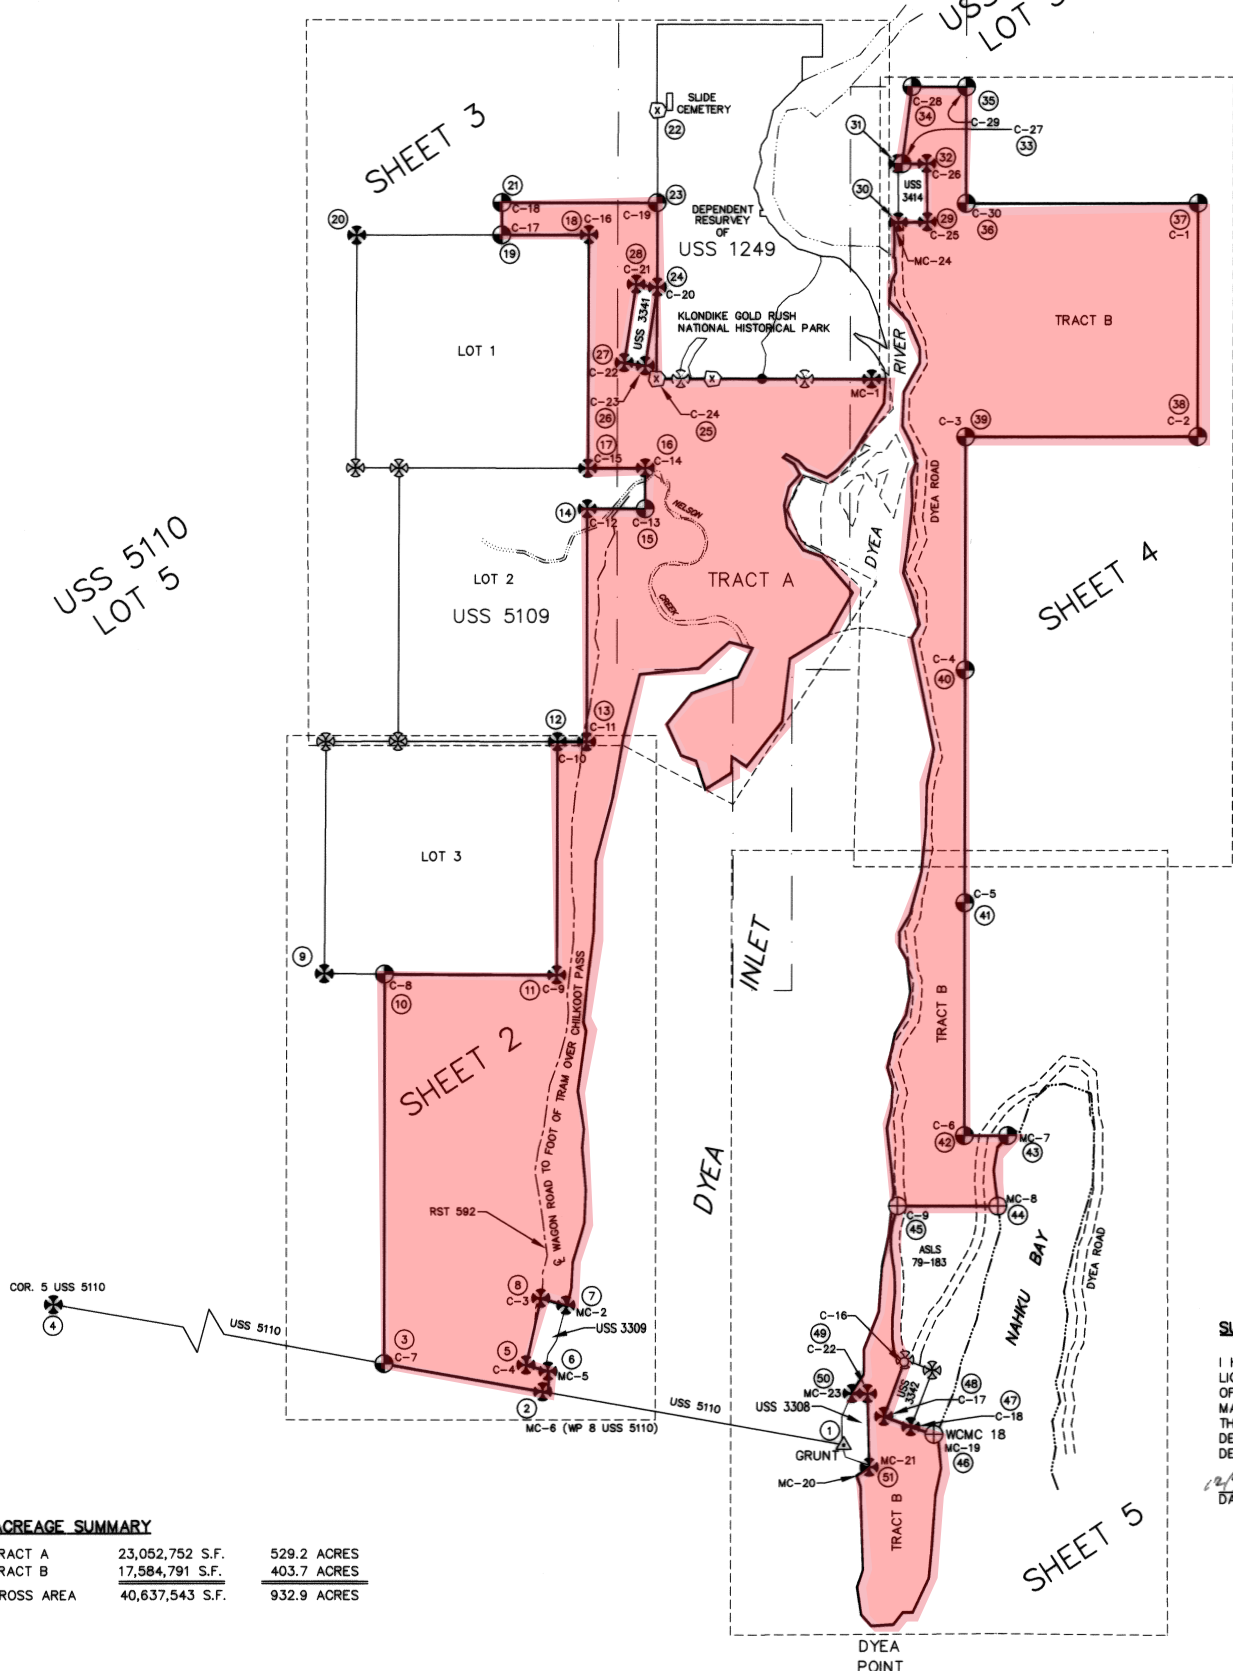 USS
LOT 5
SHEET 3
SLIDE
CEMETERY
22
31
C-28
34
35
C-29
C-27
33
32
C-26
USS
3414
30
29
C-25
MC-24
C-30
36
37
C-1
21
C-18
20
C-17
19
18
C-16
C-19
23
DEPENDENT
RESURVEY
OF
USS 1249
28
C-21
24
C-20
USS 3341
KLONDIKE GOLD RUSH
NATIONAL HISTORICAL PARK
RIVER
TRACT B
LOT 1
27
C-22
C-23
26
C-24
25
MC-1
38
C-2
C-3
39
17
C-15
16
C-14
14
C-12
C-13
15
NELSON
CREEK
DYEA
DYEA ROAD
USS 5110
LOT 5
LOT 2
USS 5109
TRACT A
SHEET 4
C-4
40
12
13
C-11
C-10
LOT 3
C-5
41
9
C-8
10
11
C-9
INLET
DYEA
SHEET 2
℄ WAGON ROAD TO FOOT OF TRAM OVER CHILKOOT PASS
TRACT B
C-6
42
MC-7
43
MC-8
44
C-9
45
RST 592
ASLS
79-183
NAHKU BAY
DYEA ROAD
COR. 5 USS 5110
4
USS 5110
8
C-3
7
MC-2
USS 3309
3
C-7
5
C-4
6
MC-5
2
MC-6 (WP 8 USS 5110)
USS 5110
C-16
49
C-22
50
MC-23
USS
3342
48
C-17
47
C-18
USS 3308
1
GRUNT
WCMC 18
MC-19
46
MC-21
51
MC-20
TRACT B
SHEET 5
DYEA
POINT
ACREAGE SUMMARY
RACT A 23,052,752 S.F. 529.2 ACRES
RACT B 17,584,791 S.F. 403.7 ACRES
ROSS AREA 40,637,543 S.F. 932.9 ACRES
SU
I H
LIC
OF
MA
TH
DE
DE
DA